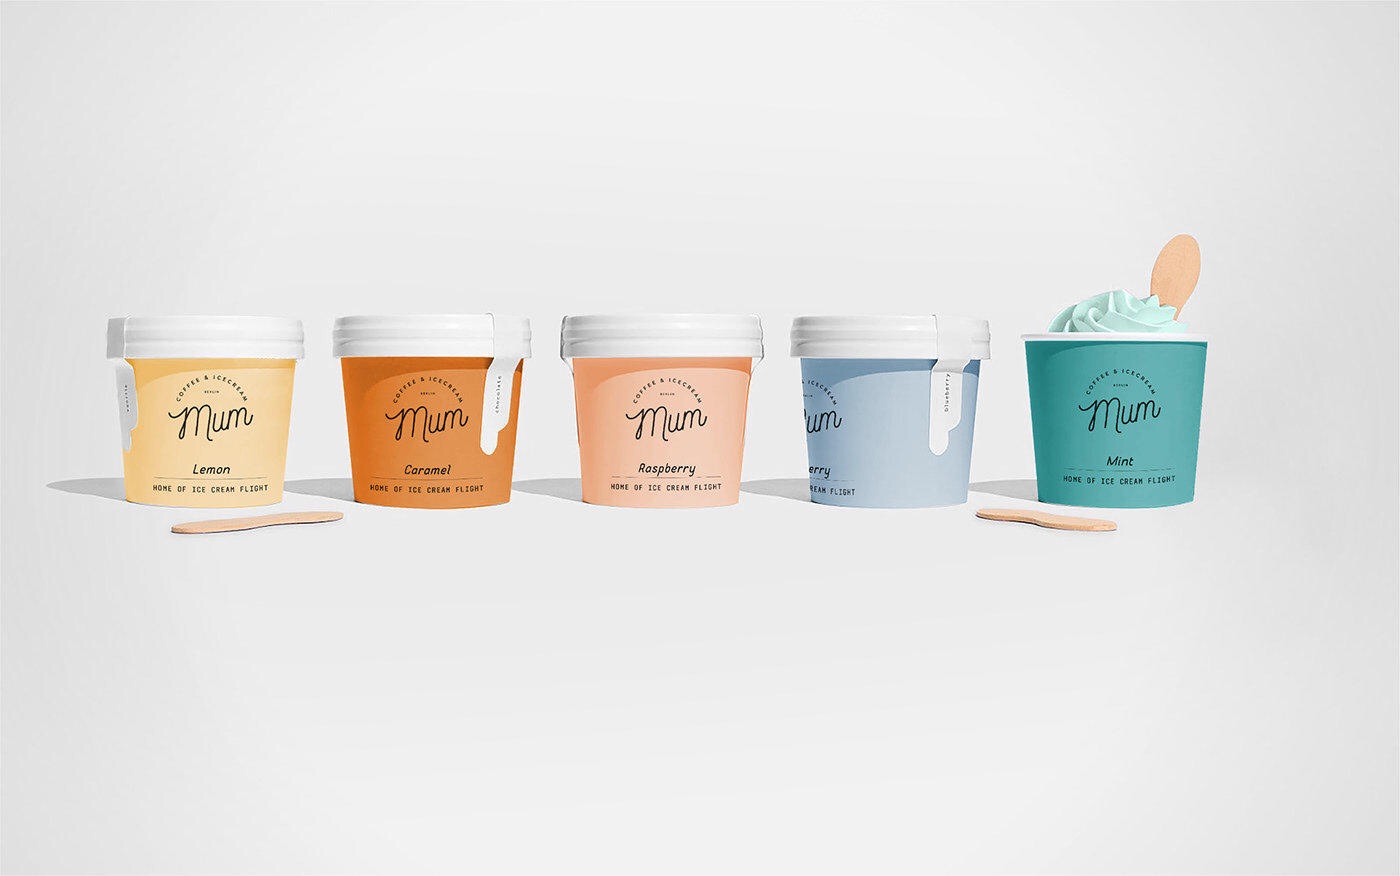 vanilla
COFFEE & ICECREAM
BERLIN
Mum
Lemon
HOME OF ICE CREAM FLIGHT
COFFEE & ICECREAM
BERLIN
Mum
chocolate
Caramel
HOME OF ICE CREAM FLIGHT
COFFEE & ICECREAM
BERLIN
Mum
Raspberry
HOME OF ICE CREAM FLIGHT
& ICECREAM
um
blueberry
erry
CREAM FLIGHT
COFFEE & ICECREAM
BERLIN
Mum
Mint
HOME OF ICE CREAM FLIGHT